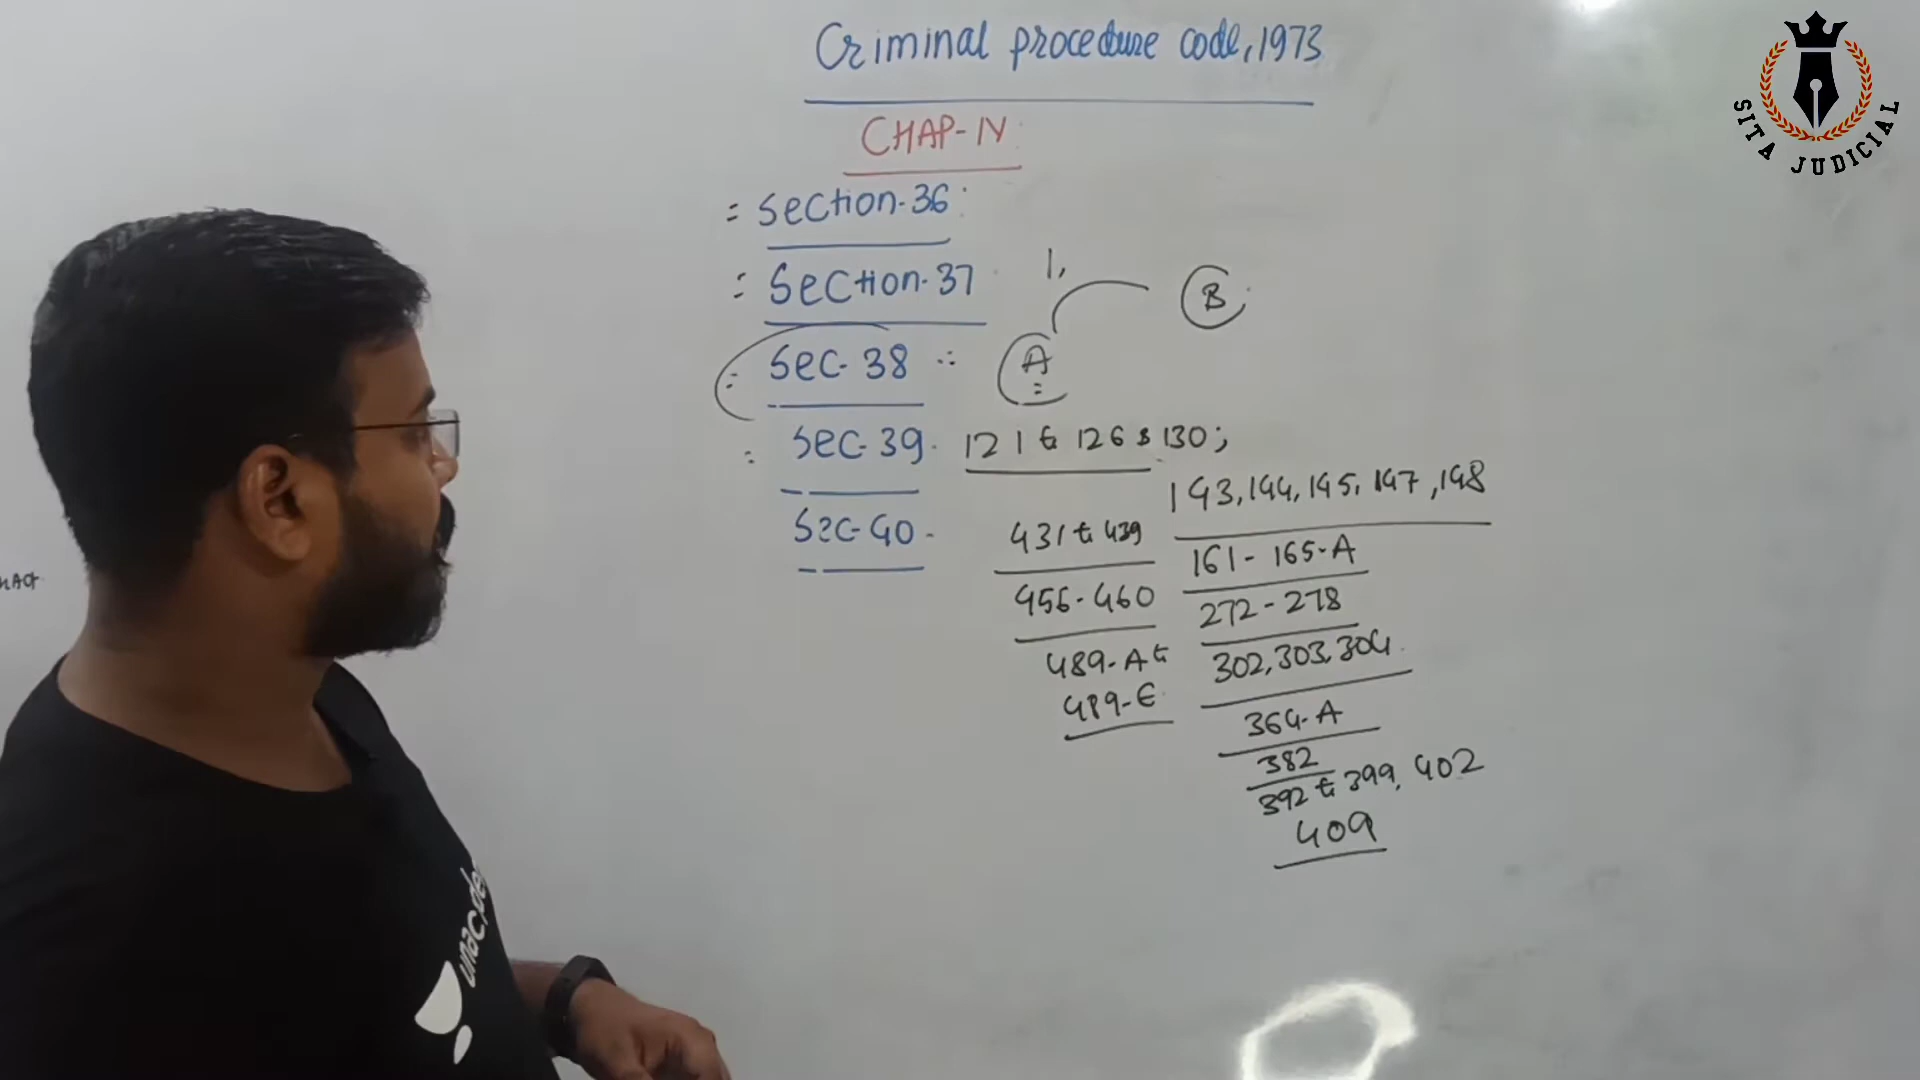 Criminal procedure code, 1973
CHAP-IV
= Section-36:
= Section-37
1,
B
: Sec-38 ∴
A
: Sec-39. 121 to 126 & 130;
143, 144, 145, 147, 148
Sec-40.
431 to 439
161 - 165-A
456-460
272 - 278
489-A to
302, 303, 304.
489-E
364-A
382
392 to 399, 402
409
unacade
SITA JUDICIAL